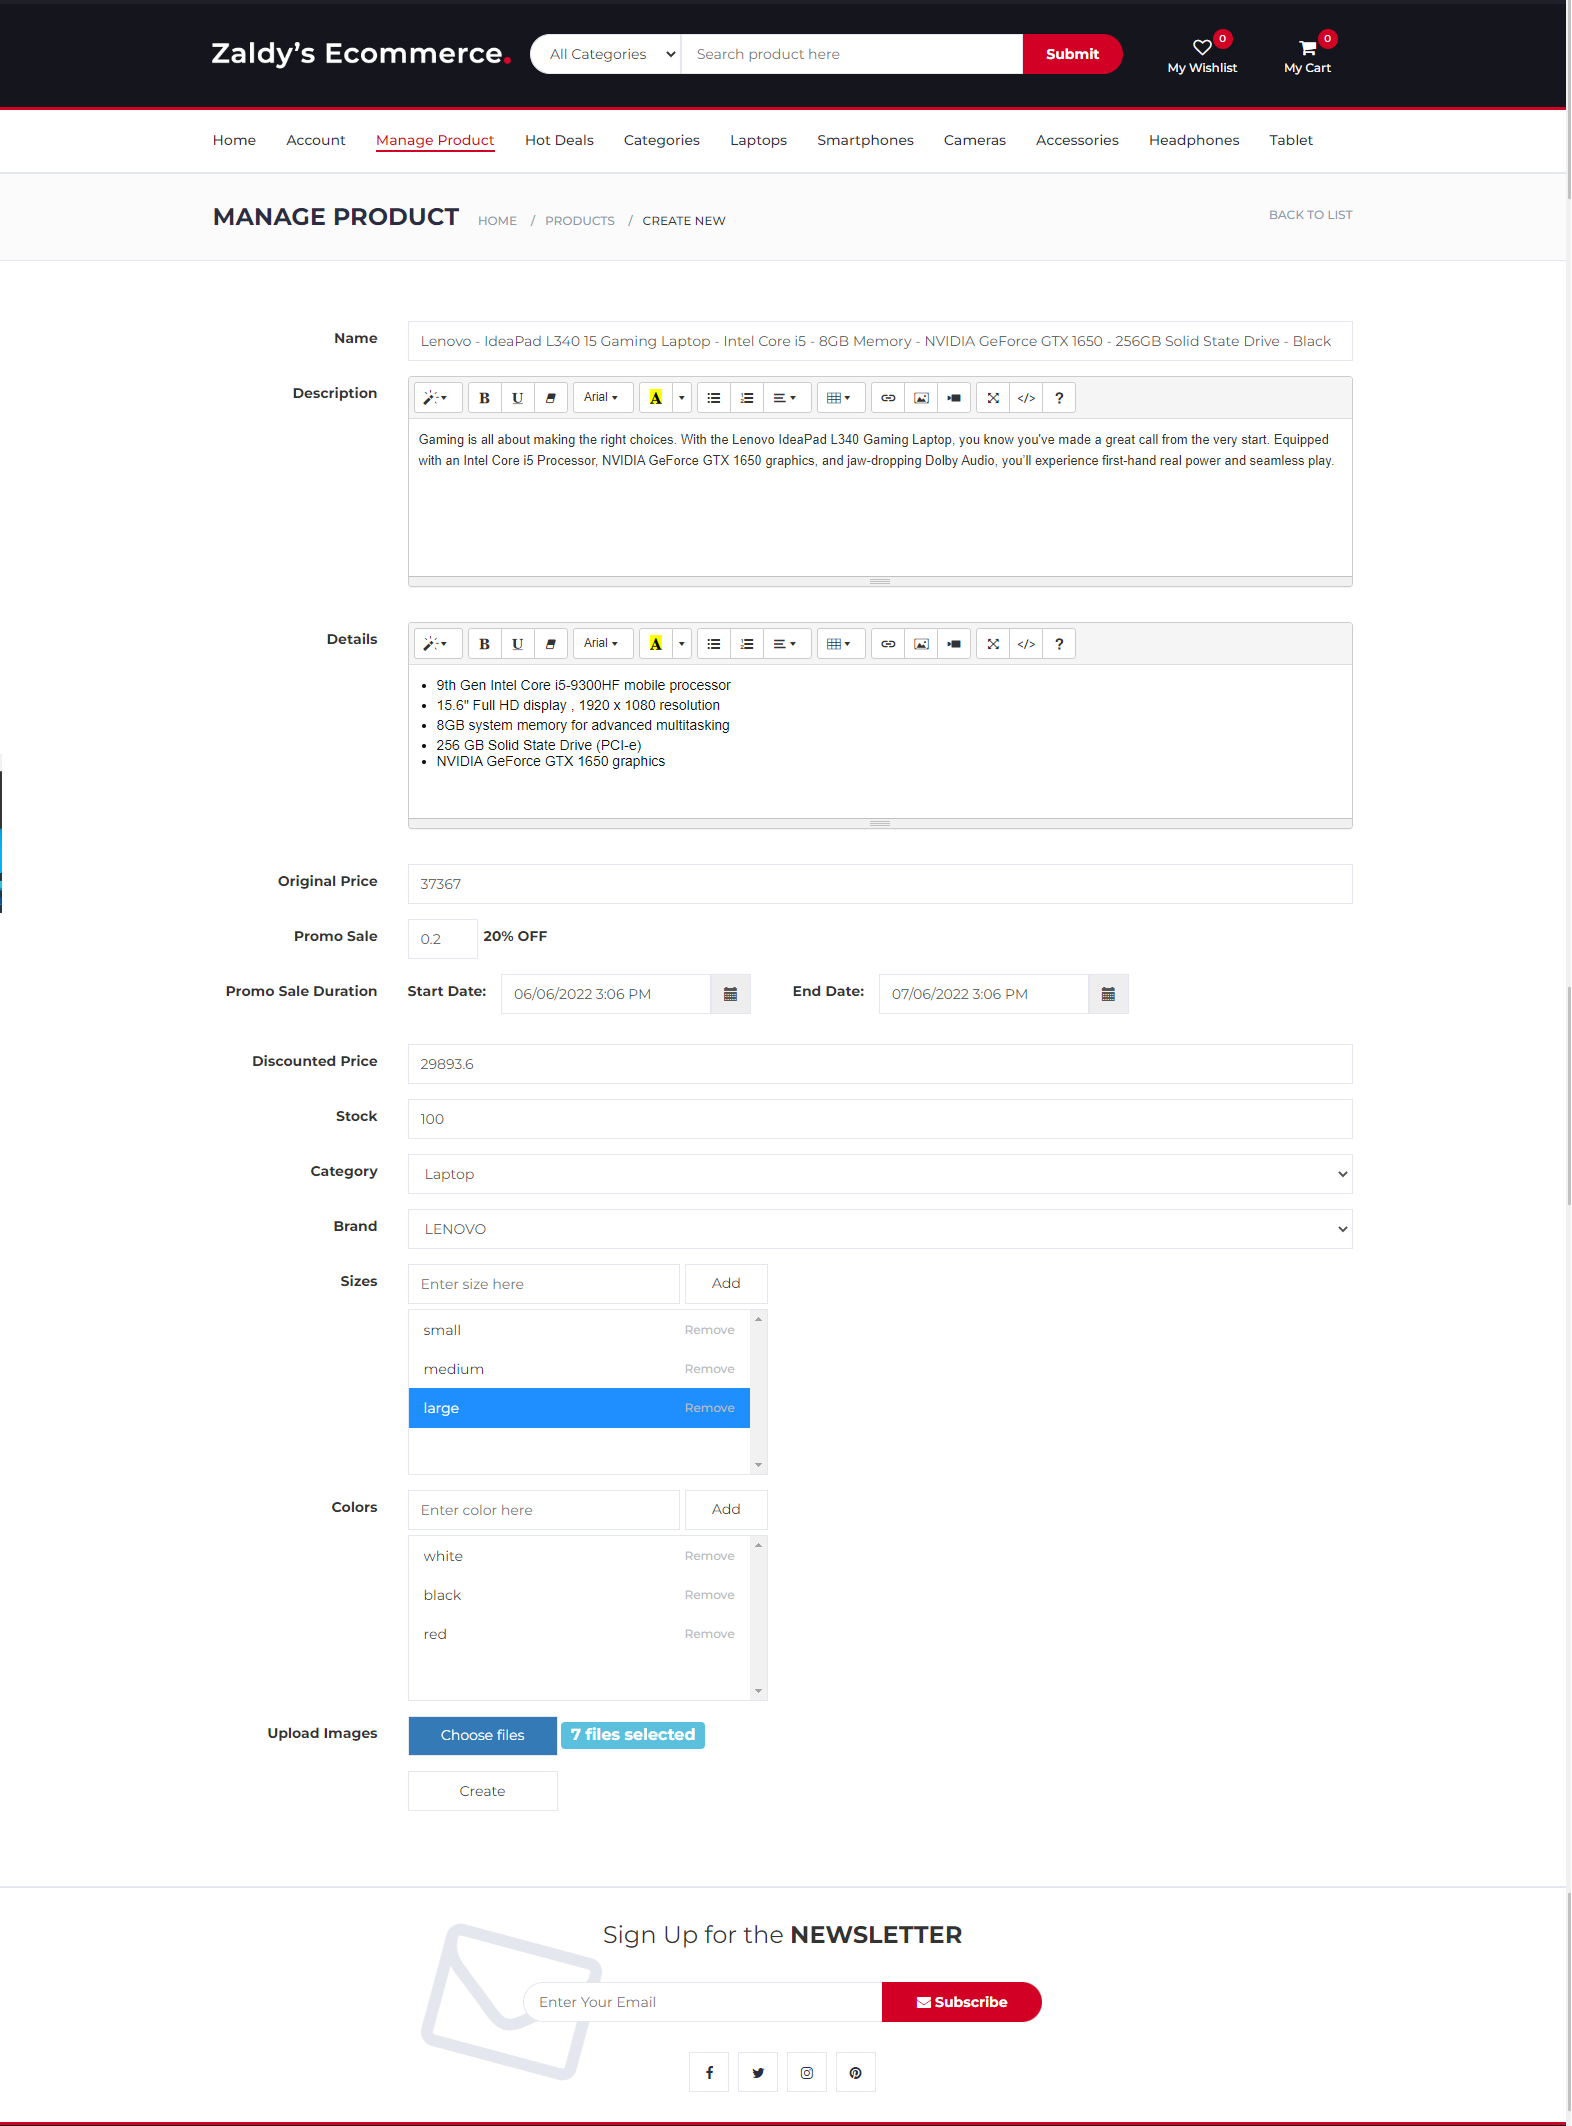 Zaldy’s Ecommerce.
All Categories
Search product here
Submit
0
My Wishlist
0
My Cart
Home Account Manage Product Hot Deals Categories Laptops Smartphones Cameras Accessories Headphones Tablet
MANAGE PRODUCT HOME / PRODUCTS / CREATE NEW BACK TO LIST
Name
Lenovo - IdeaPad L340 15 Gaming Laptop - Intel Core i5 - 8GB Memory - NVIDIA GeForce GTX 1650 - 256GB Solid State Drive - Black
Description
B U Arial A </> ?
Gaming is all about making the right choices. With the Lenovo IdeaPad L340 Gaming Laptop, you know you've made a great call from the very start. Equipped
with an Intel Core i5 Processor, NVIDIA GeForce GTX 1650 graphics, and jaw-dropping Dolby Audio, you’ll experience first-hand real power and seamless play.
Details
B U Arial A </> ?
• 9th Gen Intel Core i5-9300HF mobile processor
• 15.6" Full HD display , 1920 x 1080 resolution
• 8GB system memory for advanced multitasking
• 256 GB Solid State Drive (PCI-e)
• NVIDIA GeForce GTX 1650 graphics
Original Price
37367
Promo Sale
0.2 20% OFF
Promo Sale Duration
Start Date: 06/06/2022 3:06 PM End Date: 07/06/2022 3:06 PM
Discounted Price
29893.6
Stock
100
Category
Laptop
Brand
LENOVO
Sizes
Enter size here Add
small Remove
medium Remove
large Remove
Colors
Enter color here Add
white Remove
black Remove
red Remove
Upload Images
Choose files 7 files selected
Create
Sign Up for the NEWSLETTER
Enter Your Email Subscribe